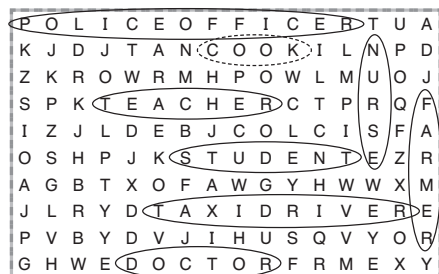 P O L I C E O F F I C E R T U A
K J D J T A N C O O K I L N P D
Z K R O W R M H P O W L M U O J
S P K T E A C H E R C T P R Q F
I Z J L D E B J C O L C I S F A
O S H P J K S T U D E N T E Z R
A G B T X O F A W G Y H W W X M
J L R Y D T A X I D R I V E R E
P V B Y D V J I H U S Q V Y O R
G H W E D O C T O R F R M E X Y